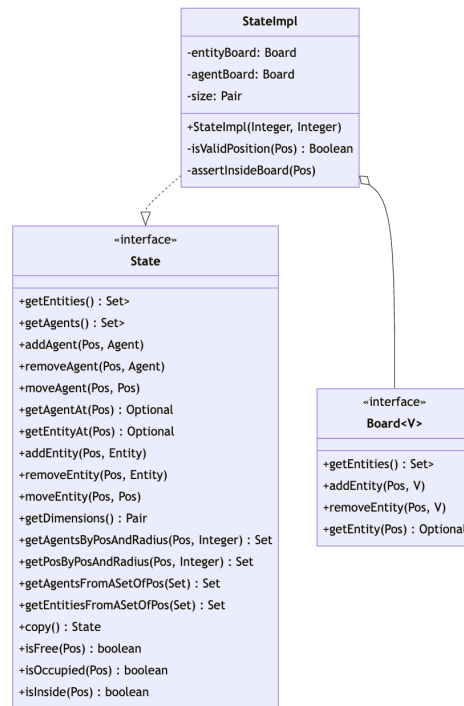 StateImpl
-entityBoard: Board
-agentBoard: Board
-size: Pair
+StateImpl(Integer, Integer)
-isValidPosition(Pos) : Boolean
-assertInsideBoard(Pos)
«interface»
State
+getEntities() : Set>
+getAgents() : Set>
+addAgent(Pos, Agent)
+removeAgent(Pos, Agent)
+moveAgent(Pos, Pos)
+getAgentAt(Pos) : Optional
+getEntityAt(Pos) : Optional
+addEntity(Pos, Entity)
+removeEntity(Pos, Entity)
+moveEntity(Pos, Pos)
+getDimensions() : Pair
+getAgentsByPosAndRadius(Pos, Integer) : Set
+getPosByPosAndRadius(Pos, Integer) : Set
+getAgentsFromASetOfPos(Set) : Set
+getEntitiesFromASetOfPos(Set) : Set
+copy() : State
+isFree(Pos) : boolean
+isOccupied(Pos) : boolean
+isInside(Pos) : boolean
«interface»
Board<V>
+getEntities() : Set>
+addEntity(Pos, V)
+removeEntity(Pos, V)
+getEntity(Pos) : Optional